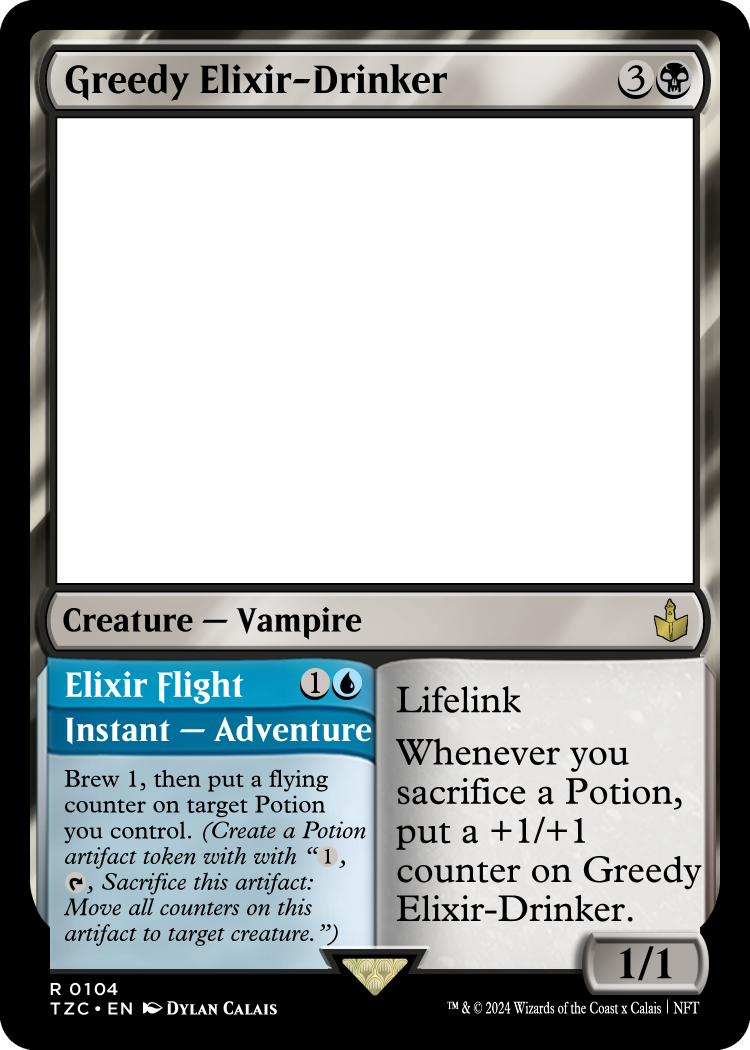 Greedy Elixir-Drinker 3
Creature — Vampire
Elixir Flight 1
Instant — Adventure
Brew 1, then put a flying
counter on target Potion
you control. (Create a Potion
artifact token with with “1,
, Sacrifice this artifact:
Move all counters on this
artifact to target creature.”)
Lifelink
Whenever you
sacrifice a Potion,
put a +1/+1
counter on Greedy
Elixir-Drinker.
1/1
R 0104
TZC • EN DYLAN CALAIS
™ & © 2024 Wizards of the Coast x Calais | NFT